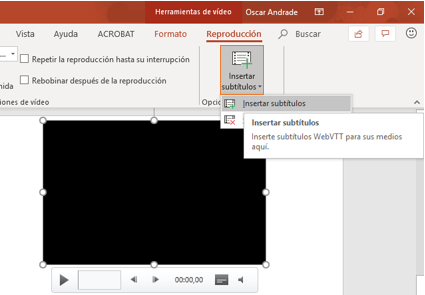 Herramientas de vídeo Oscar Andrade
Vista Ayuda ACROBAT Formato Reproducción Buscar
Repetir la reproducción hasta su interrupción
Rebobinar después de la reproducción
Insertar
subtítulos
iones de vídeo
Insertar subtítulos
Insertar subtítulos
Inserte subtítulos WebVTT para sus medios
aquí.
00:00,00